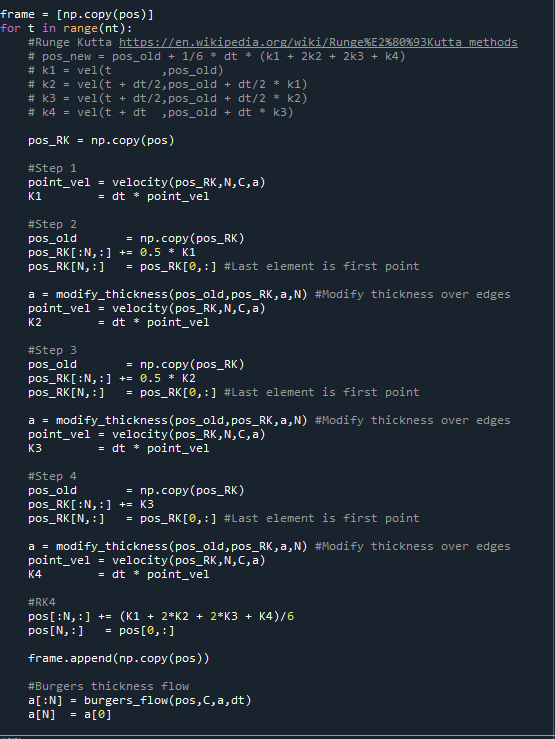 frame = [np.copy(pos)]
for t in range(nt):
    #Runge Kutta https://en.wikipedia.org/wiki/Runge%E2%80%93Kutta_methods
    # pos_new = pos_old + 1/6 * dt * (k1 + 2k2 + 2k3 + k4)
    # k1 = vel(t       ,pos_old)
    # k2 = vel(t + dt/2,pos_old + dt/2 * k1)
    # k3 = vel(t + dt/2,pos_old + dt/2 * k2)
    # k4 = vel(t + dt  ,pos_old + dt * k3)

    pos_RK = np.copy(pos)

    #Step 1
    point_vel = velocity(pos_RK,N,C,a)
    K1        = dt * point_vel

    #Step 2
    pos_old       = np.copy(pos_RK)
    pos_RK[:N,:] += 0.5 * K1
    pos_RK[N,:]   = pos_RK[0,:] #Last element is first point

    a = modify_thickness(pos_old,pos_RK,a,N) #Modify thickness over edges
    point_vel = velocity(pos_RK,N,C,a)
    K2        = dt * point_vel

    #Step 3
    pos_old       = np.copy(pos_RK)
    pos_RK[:N,:] += 0.5 * K2
    pos_RK[N,:]   = pos_RK[0,:] #Last element is first point

    a = modify_thickness(pos_old,pos_RK,a,N) #Modify thickness over edges
    point_vel = velocity(pos_RK,N,C,a)
    K3        = dt * point_vel

    #Step 4
    pos_old       = np.copy(pos_RK)
    pos_RK[:N,:] += K3
    pos_RK[N,:]   = pos_RK[0,:] #Last element is first point

    a = modify_thickness(pos_old,pos_RK,a,N) #Modify thickness over edges
    point_vel = velocity(pos_RK,N,C,a)
    K4        = dt * point_vel

    #RK4
    pos[:N,:] += (K1 + 2*K2 + 2*K3 + K4)/6
    pos[N,:]   = pos[0,:]

    frame.append(np.copy(pos))

    #Burgers thickness flow
    a[:N] = burgers_flow(pos,C,a,dt)
    a[N]  = a[0]